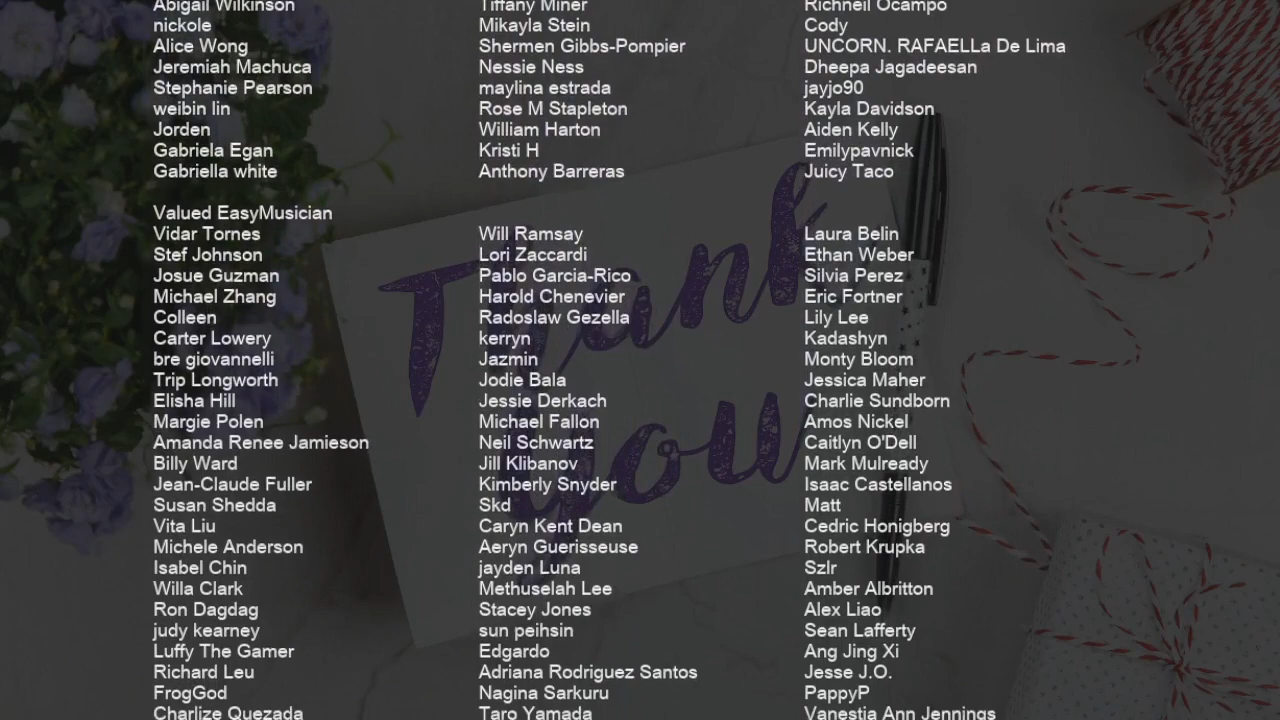 Abigail Wilkinson
nickole
Alice Wong
Jeremiah Machuca
Stephanie Pearson
weibin lin
Jorden
Gabriela Egan
Gabriella white
Tiffany Miner
Mikayla Stein
Shermen Gibbs-Pompier
Nessie Ness
maylina estrada
Rose M Stapleton
William Harton
Kristi H
Anthony Barreras
Richneil Ocampo
Cody
UNCORN. RAFAELLa De Lima
Dheepa Jagadeesan
jayjo90
Kayla Davidson
Aiden Kelly
Emilypavnick
Juicy Taco
Valued EasyMusician
Vidar Tornes
Stef Johnson
Josue Guzman
Michael Zhang
Colleen
Carter Lowery
bre giovannelli
Trip Longworth
Elisha Hill
Margie Polen
Amanda Renee Jamieson
Billy Ward
Jean-Claude Fuller
Susan Shedda
Vita Liu
Michele Anderson
Isabel Chin
Willa Clark
Ron Dagdag
judy kearney
Luffy The Gamer
Richard Leu
FrogGod
Charlize Quezada
Will Ramsay
Lori Zaccardi
Pablo Garcia-Rico
Harold Chenevier
Radoslaw Gezella
kerryn
Jazmin
Jodie Bala
Jessie Derkach
Michael Fallon
Neil Schwartz
Jill Klibanov
Kimberly Snyder
Skd
Caryn Kent Dean
Aeryn Guerisseuse
jayden Luna
Methuselah Lee
Stacey Jones
sun peihsin
Edgardo
Adriana Rodriguez Santos
Nagina Sarkuru
Taro Yamada
Laura Belin
Ethan Weber
Silvia Perez
Eric Fortner
Lily Lee
Kadashyn
Monty Bloom
Jessica Maher
Charlie Sundborn
Amos Nickel
Caitlyn O'Dell
Mark Mulready
Isaac Castellanos
Matt
Cedric Honigberg
Robert Krupka
Szlr
Amber Albritton
Alex Liao
Sean Lafferty
Ang Jing Xi
Jesse J.O.
PappyP
Vanestia Ann Jennings
Thank
you